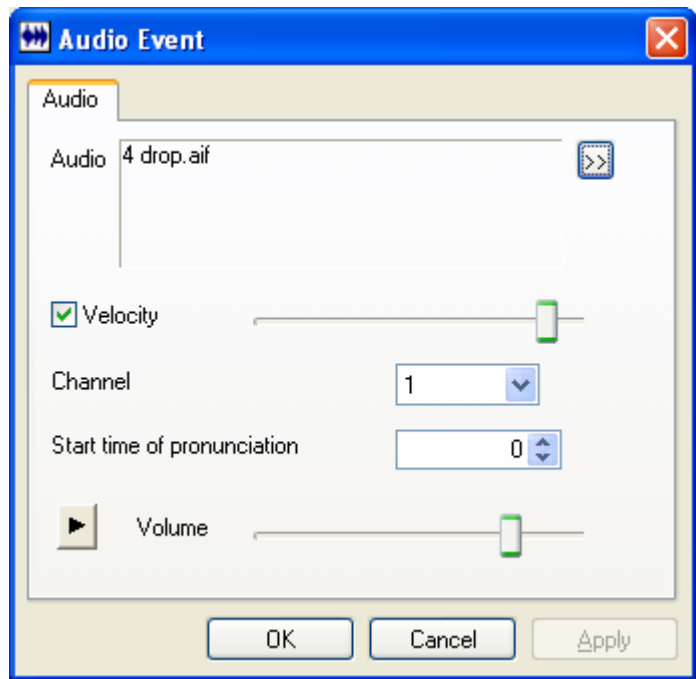 Audio Event
Audio
Audio 4 drop.aif >>
Velocity
Channel 1
Start time of pronunciation 0
Volume
OK Cancel Apply